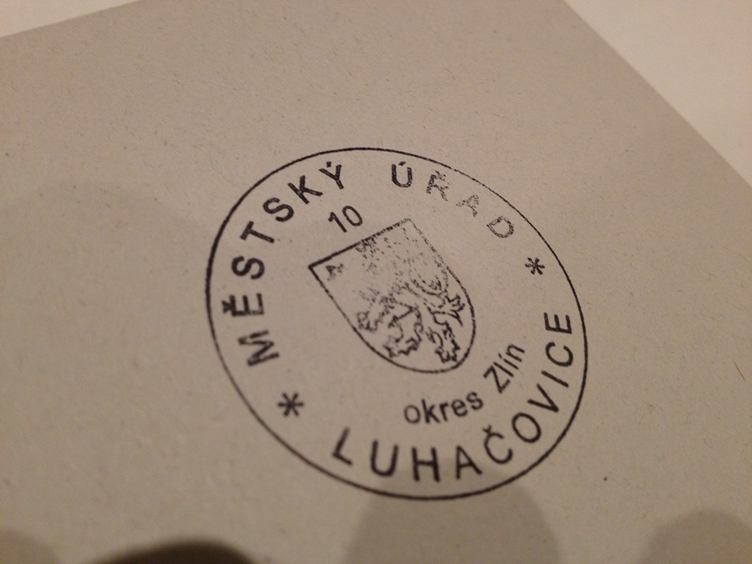 MĚSTSKÝ ÚŘAD
10
okres Zlín
* LUHAČOVICE *